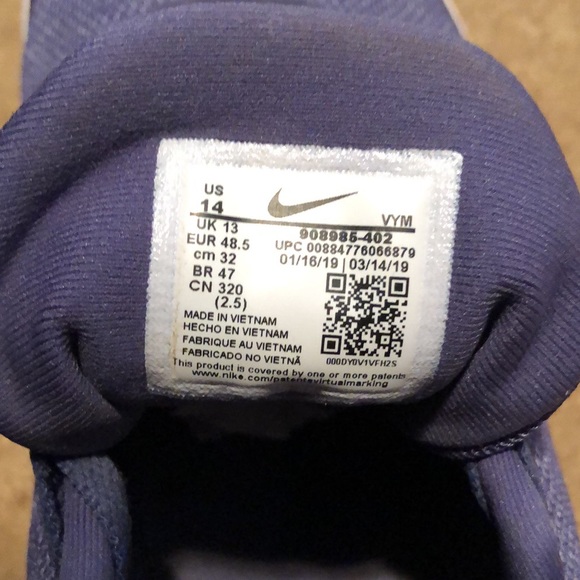 US
14
VYM
UK 13
908985-402
EUR 48.5
UPC 00884776066879
cm 32
01/16/19 | 03/14/19
BR 47
CN 320
(2.5)
MADE IN VIETNAM
HECHO EN VIETNAM
FABRIQUE AU VIETNAM
FABRICADO NO VIETNÃ
000DY0V1VFH2S
This product is covered by one or more patents
www.nike.com/patentsvirtualmarking